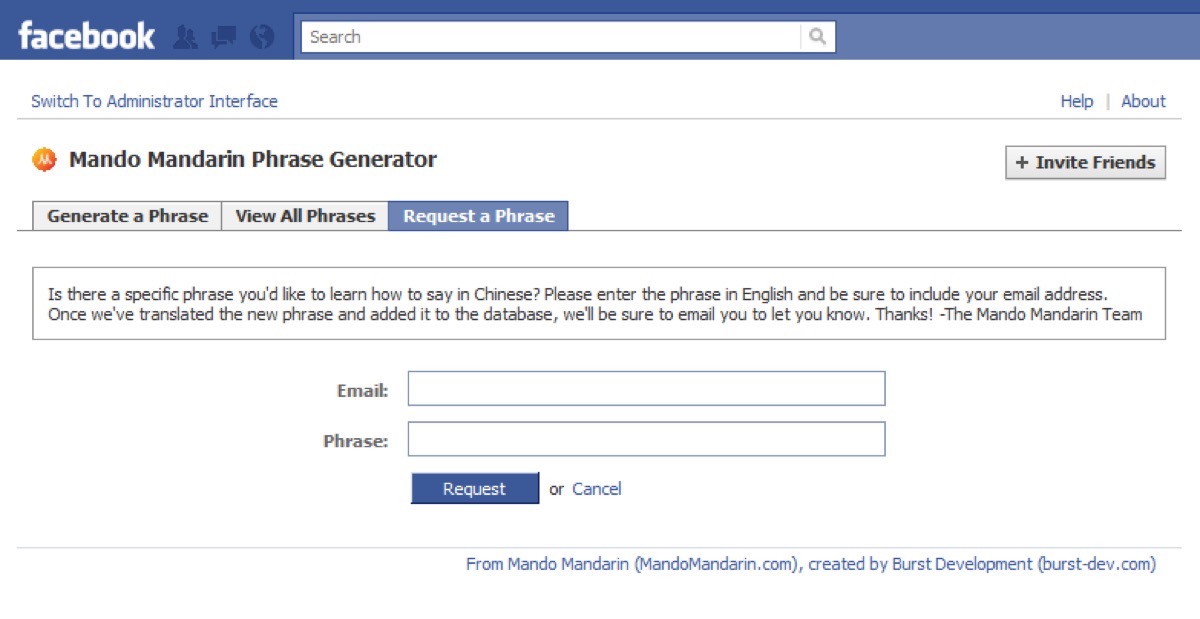 facebook
Search
Switch To Administrator Interface
Help | About
Mando Mandarin Phrase Generator
+ Invite Friends
Generate a Phrase
View All Phrases
Request a Phrase
Is there a specific phrase you'd like to learn how to say in Chinese? Please enter the phrase in English and be sure to include your email address.
Once we've translated the new phrase and added it to the database, we'll be sure to email you to let you know. Thanks! -The Mando Mandarin Team
Email:
Phrase:
Request or Cancel
From Mando Mandarin (MandoMandarin.com), created by Burst Development (burst-dev.com)